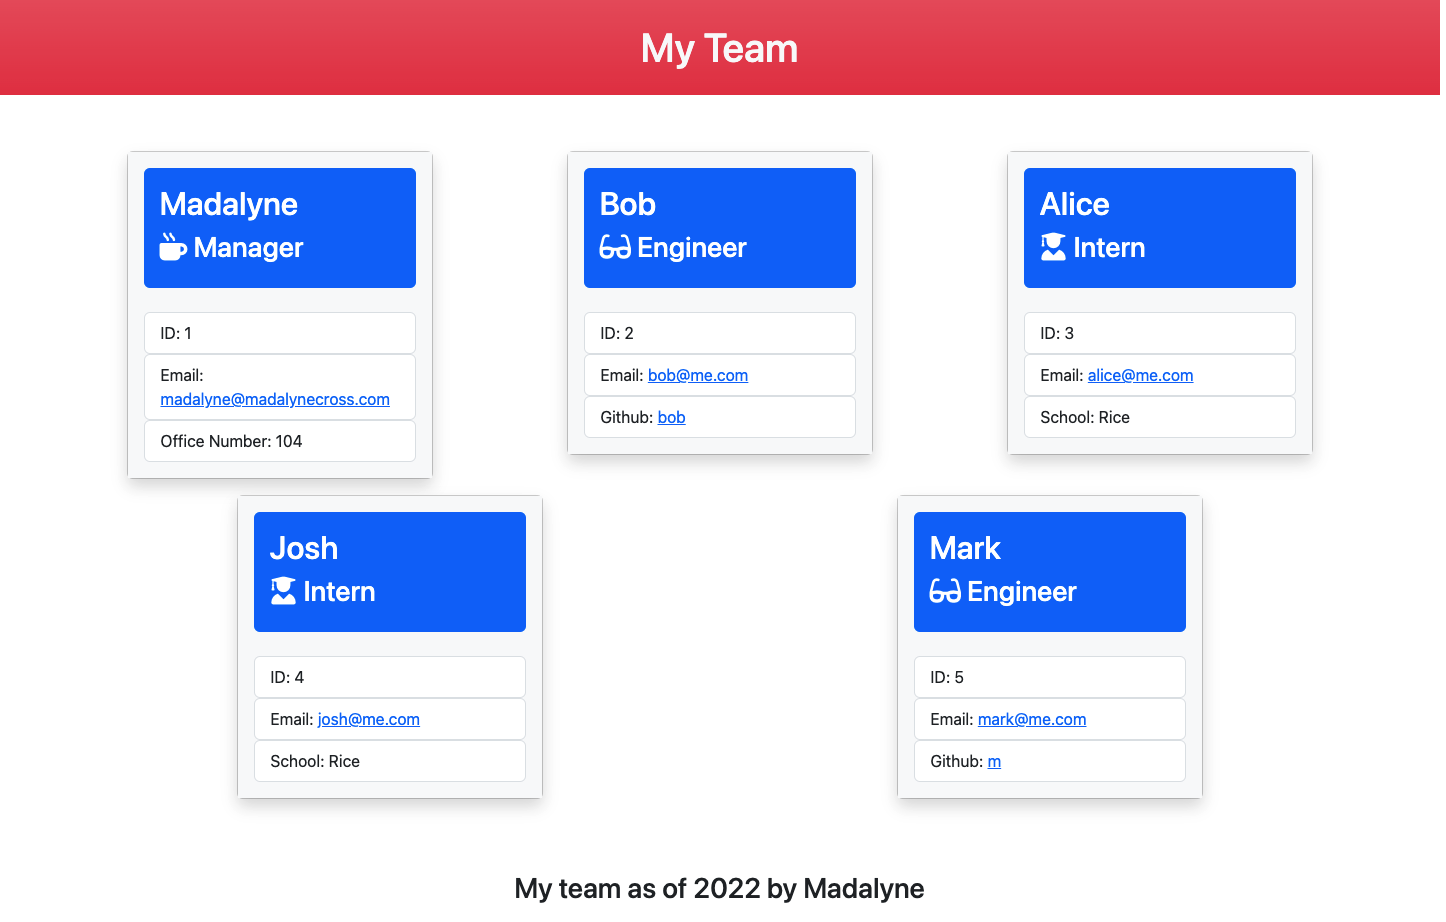 My Team
Madalyne
Manager
ID: 1
Email:
madalyne@madalynecross.com
Office Number: 104
Bob
Engineer
ID: 2
Email: bob@me.com
Github: bob
Alice
Intern
ID: 3
Email: alice@me.com
School: Rice
Josh
Intern
ID: 4
Email: josh@me.com
School: Rice
Mark
Engineer
ID: 5
Email: mark@me.com
Github: m
My team as of 2022 by Madalyne